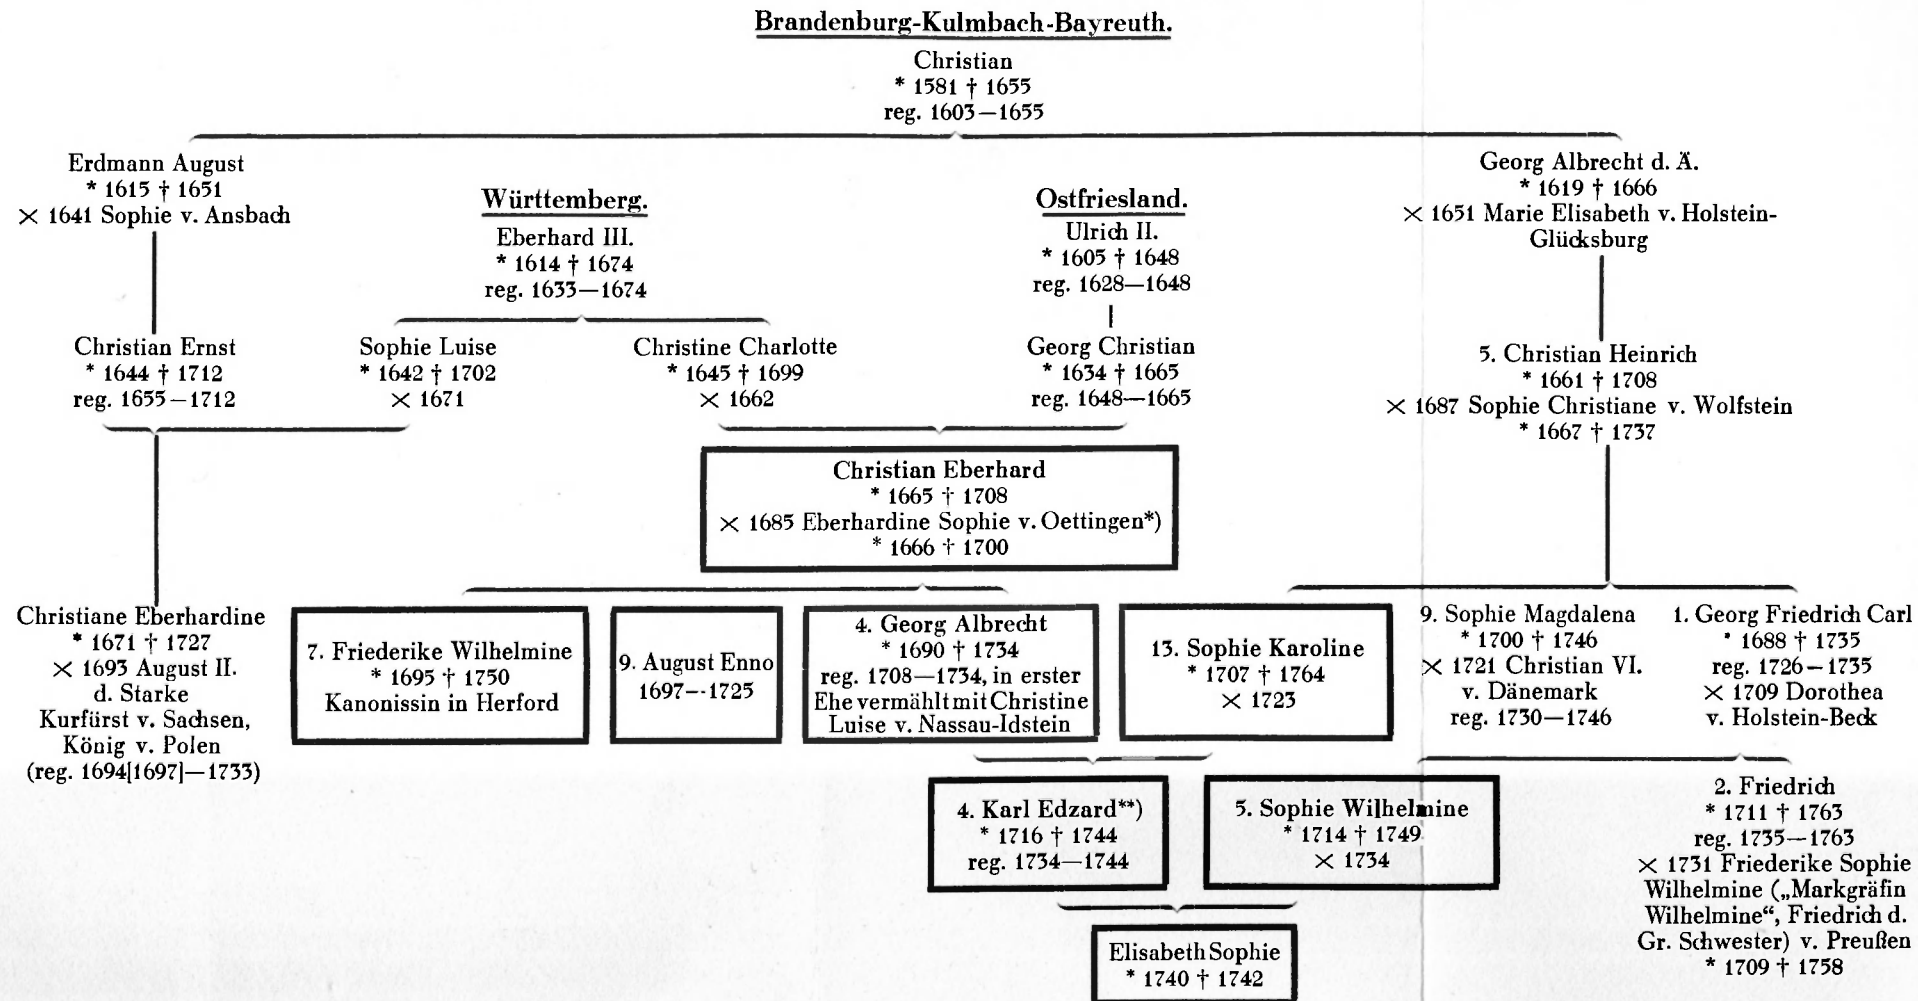 Brandenburg-Kulmbach-Bayreuth.
Christian
* 1581 † 1655
reg. 1603—1655
Erdmann August
* 1615 † 1651
× 1641 Sophie v. Ansbach
Württemberg.
Eberhard III.
* 1614 † 1674
reg. 1633—1674
Ostfriesland.
Ulrich II.
* 1605 † 1648
reg. 1628—1648
Georg Albrecht d. Ä.
* 1619 † 1666
× 1651 Marie Elisabeth v. Holstein-
Glücksburg
Christian Ernst
* 1644 † 1712
reg. 1655—1712
Sophie Luise
* 1642 † 1702
× 1671
Christine Charlotte
* 1645 † 1699
× 1662
Georg Christian
* 1634 † 1665
reg. 1648—1665
5. Christian Heinrich
* 1661 † 1708
× 1687 Sophie Christiane v. Wolfstein
* 1667 † 1737
Christian Eberhard
* 1665 † 1708
× 1685 Eberhardine Sophie v. Oettingen*)
* 1666 † 1700
Christiane Eberhardine
* 1671 † 1727
× 1693 August II.
d. Starke
Kurfürst v. Sachsen,
König v. Polen
(reg. 1694[1697]—1733)
7. Friederike Wilhelmine
* 1695 † 1750
Kanonissin in Herford
9. August Enno
1697--1725
4. Georg Albrecht
* 1690 † 1734
reg. 1708—1734, in erster
Ehe vermählt mit Christine
Luise v. Nassau-Idstein
13. Sophie Karoline
* 1707 † 1764
× 1723
9. Sophie Magdalena
* 1700 † 1746
× 1721 Christian VI.
v. Dänemark
reg. 1730—1746
1. Georg Friedrich Carl
* 1688 † 1735
reg. 1726—1735
× 1709 Dorothea
v. Holstein-Beck
4. Karl Edzard**)
* 1716 † 1744
reg. 1734—1744
5. Sophie Wilhelmine
* 1714 † 1749
× 1734
2. Friedrich
* 1711 † 1763
reg. 1735—1763
× 1731 Friederike Sophie
Wilhelmine („Markgräfin
Wilhelmine“, Friedrich d.
Gr. Schwester) v. Preußen
* 1709 † 1758
Elisabeth Sophie
* 1740 † 1742